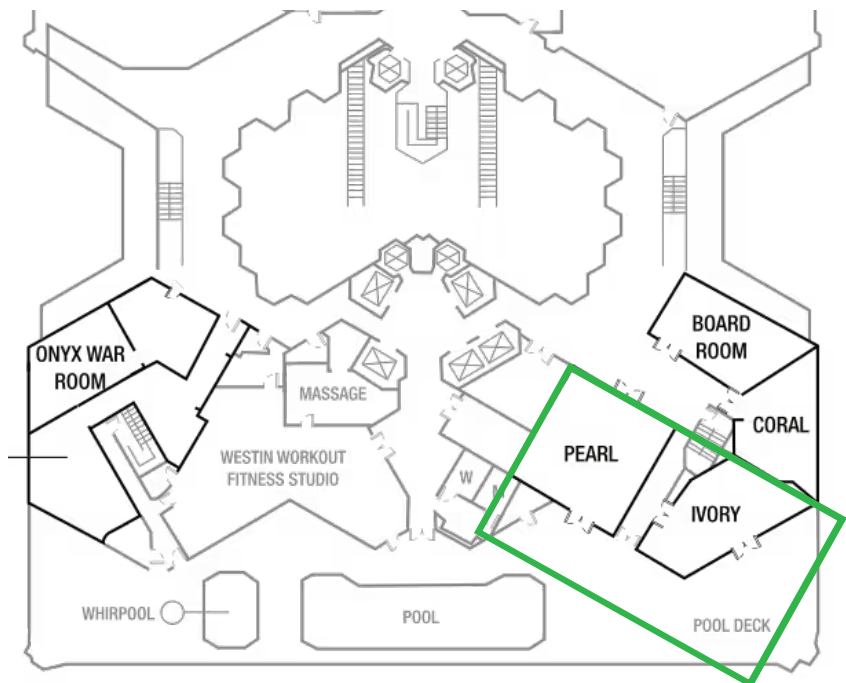 ONYX WAR
ROOM
MASSAGE
WESTIN WORKOUT
FITNESS STUDIO
BOARD
ROOM
CORAL
PEARL
W
M
IVORY
WHIRPOOL
POOL
POOL DECK